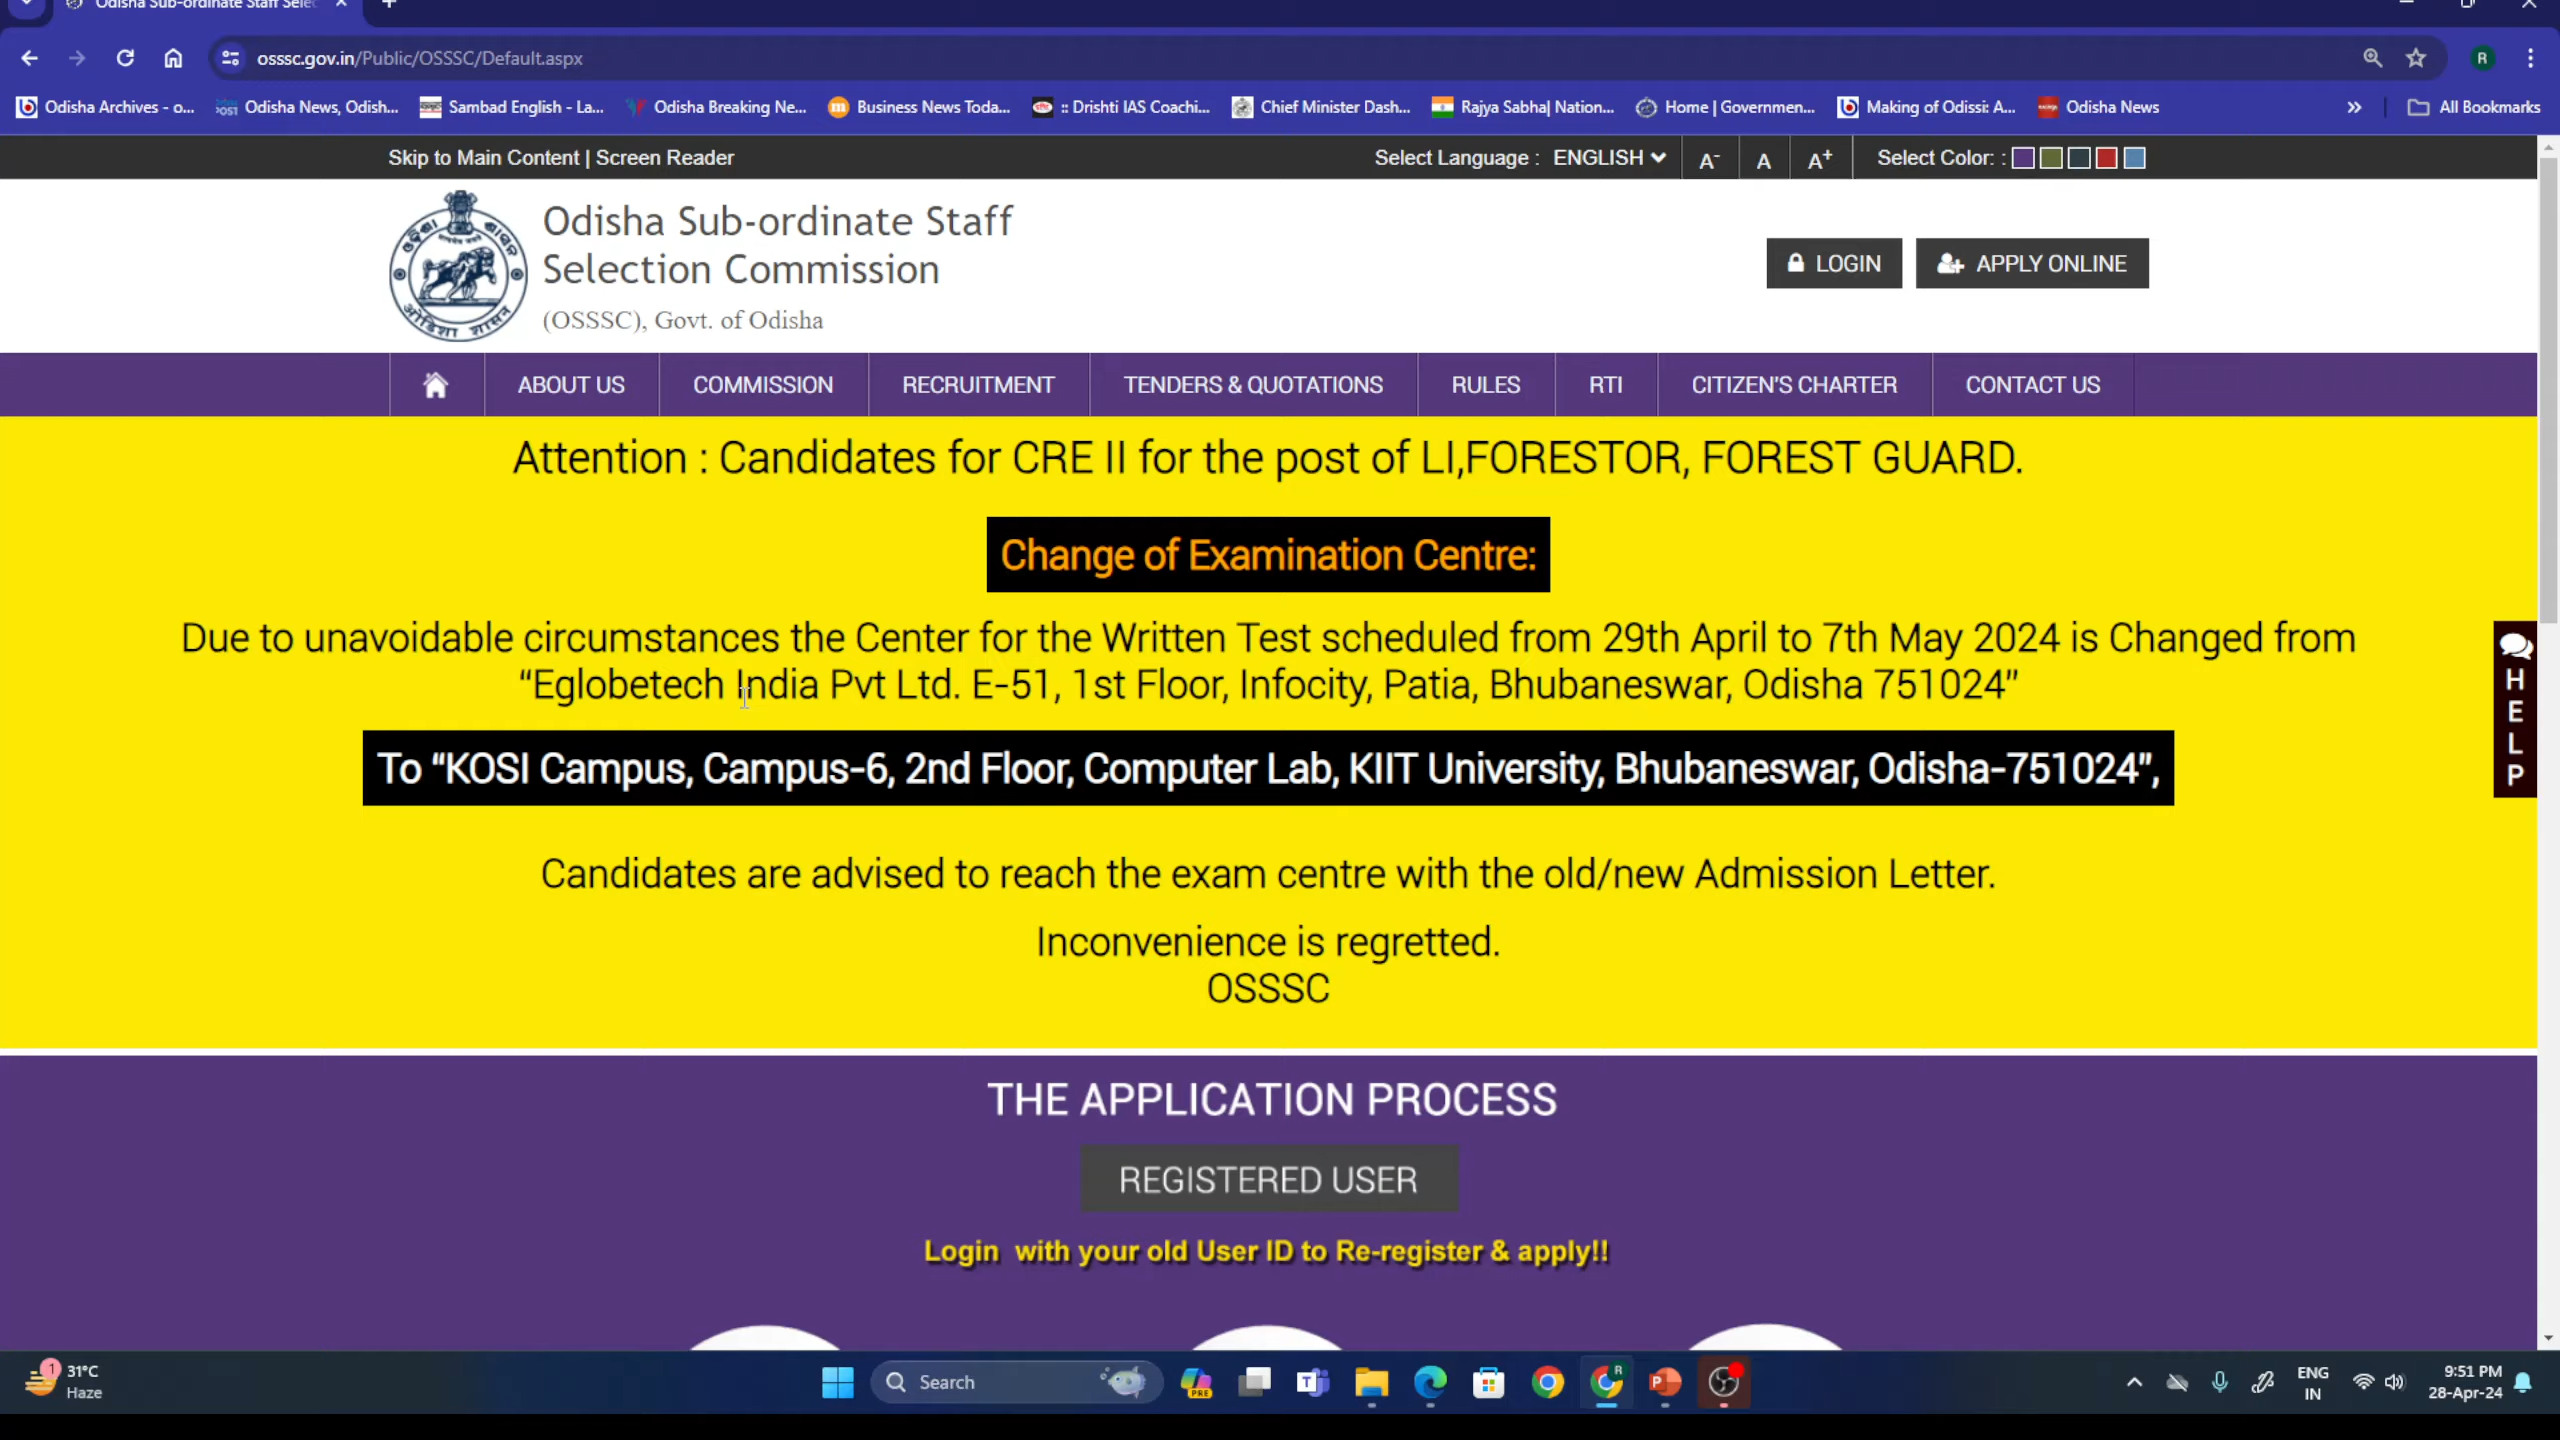 Odisha Sub-ordinate Staff Selec
osssc.gov.in/Public/OSSSC/Default.aspx
R
Odisha Archives - o...
Odisha News, Odish...
Sambad English - La...
Odisha Breaking Ne...
Business News Toda...
:: Drishti IAS Coachi...
Chief Minister Dash...
Rajya Sabha| Nation...
Home | Governmen...
Making of Odissi: A...
Odisha News
»
All Bookmarks
Skip to Main Content | Screen Reader
Select Language : ENGLISH
A-
A
A+
Select Color: :
Odisha Sub-ordinate Staff
Selection Commission
(OSSSC), Govt. of Odisha
LOGIN
APPLY ONLINE
ABOUT US
COMMISSION
RECRUITMENT
TENDERS & QUOTATIONS
RULES
RTI
CITIZEN'S CHARTER
CONTACT US
Attention : Candidates for CRE II for the post of LI,FORESTOR, FOREST GUARD.
Change of Examination Centre:
Due to unavoidable circumstances the Center for the Written Test scheduled from 29th April to 7th May 2024 is Changed from
“Eglobetech India Pvt Ltd. E-51, 1st Floor, Infocity, Patia, Bhubaneswar, Odisha 751024”
To “KOSI Campus, Campus-6, 2nd Floor, Computer Lab, KIIT University, Bhubaneswar, Odisha-751024”,
Candidates are advised to reach the exam centre with the old/new Admission Letter.
Inconvenience is regretted.
OSSSC
H
E
L
P
THE APPLICATION PROCESS
REGISTERED USER
Login with your old User ID to Re-register & apply!!
1
31°C
Haze
Search
PRE
R
ENG
IN
9:51 PM
28-Apr-24